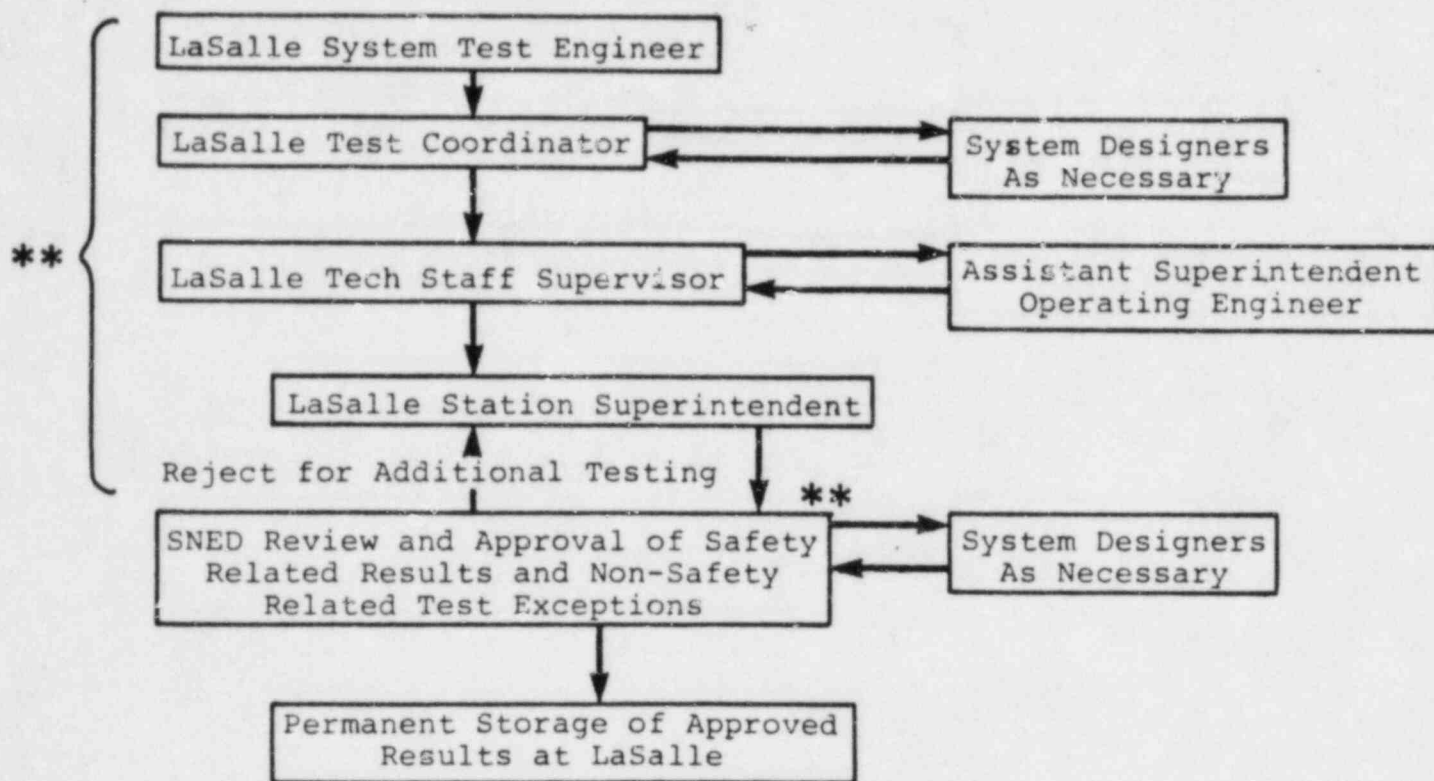 LaSalle System Test Engineer
LaSalle Test Coordinator
System Designers
As Necessary
**
LaSalle Tech Staff Supervisor
Assistant Superintendent
Operating Engineer
LaSalle Station Superintendent
Reject for Additional Testing
**
SNED Review and Approval of Safety
Related Results and Non-Safety
Related Test Exceptions
System Designers
As Necessary
Permanent Storage of Approved
Results at LaSalle